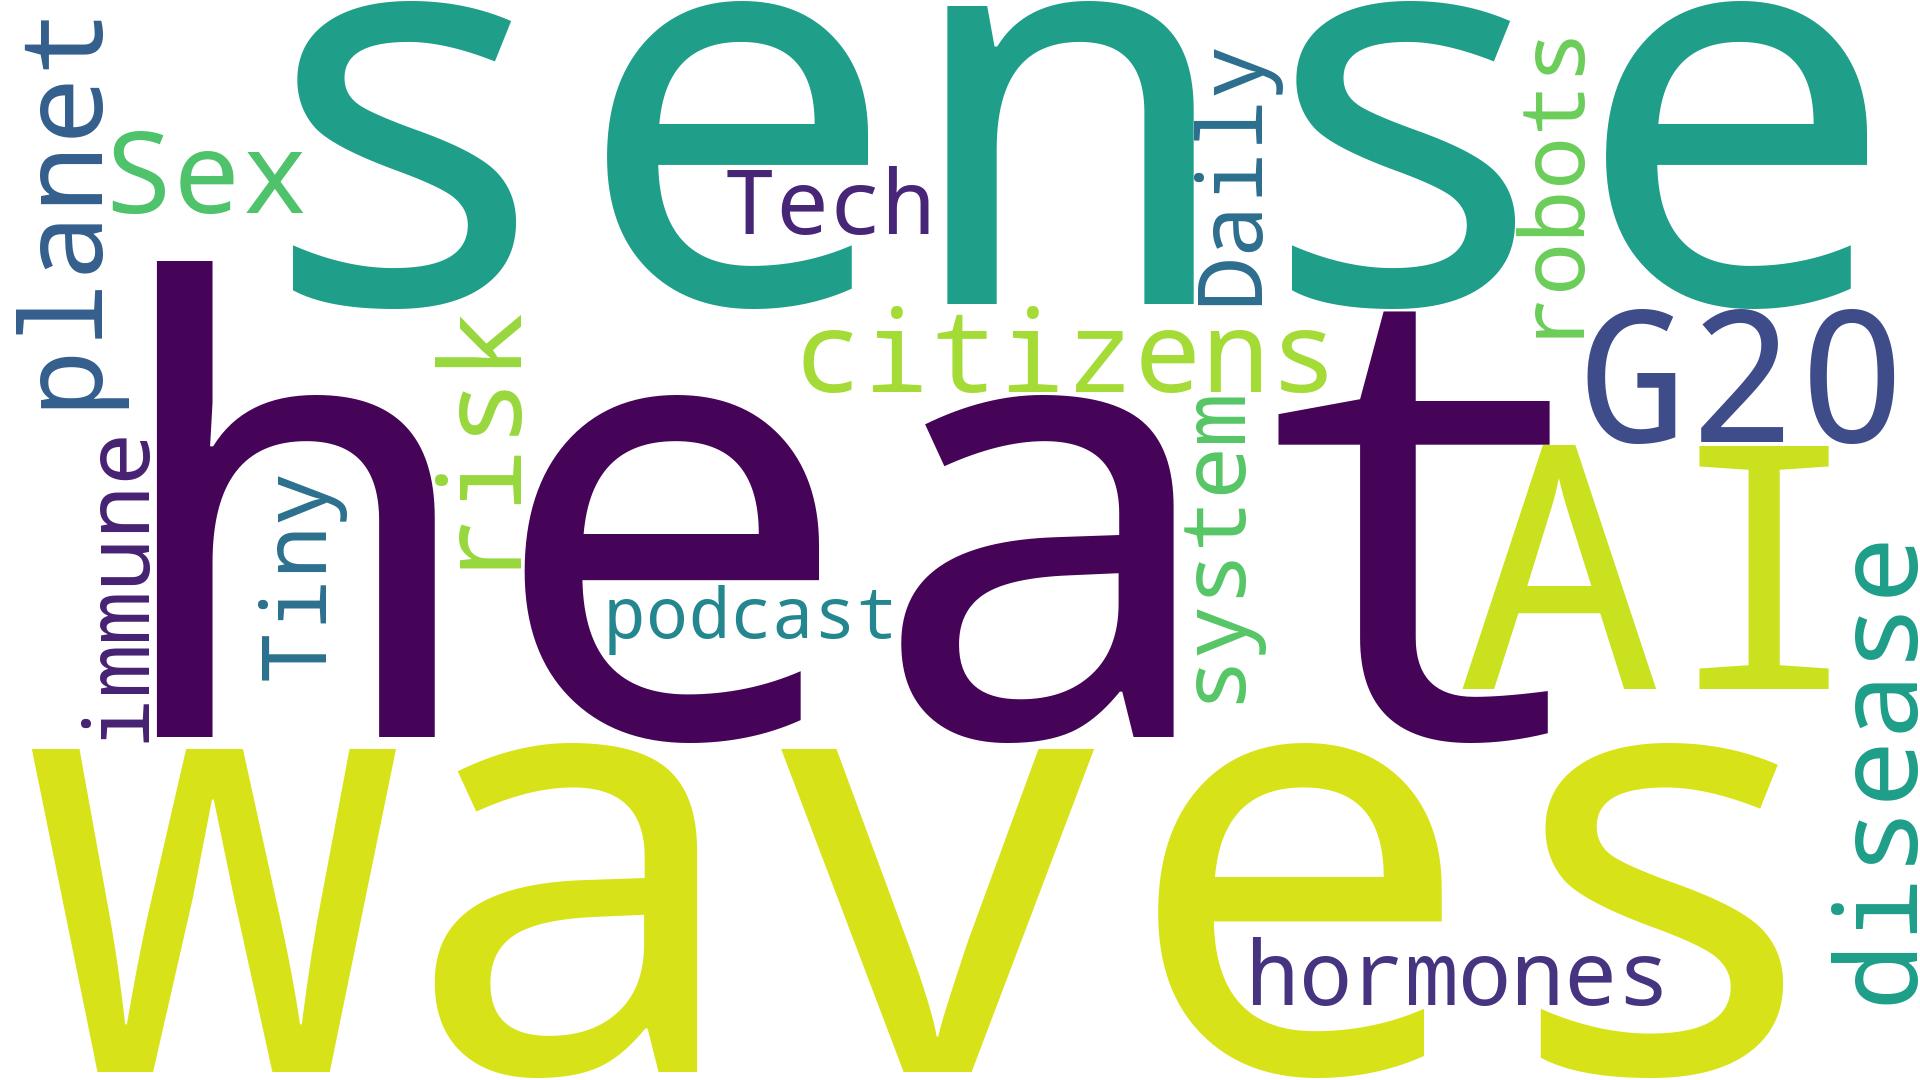 planet
Sex
sense
Tech
Daily
robots
risk
citizens
G20
heat
immune
Tiny
podcast
system
AI
disease
waves
hormones